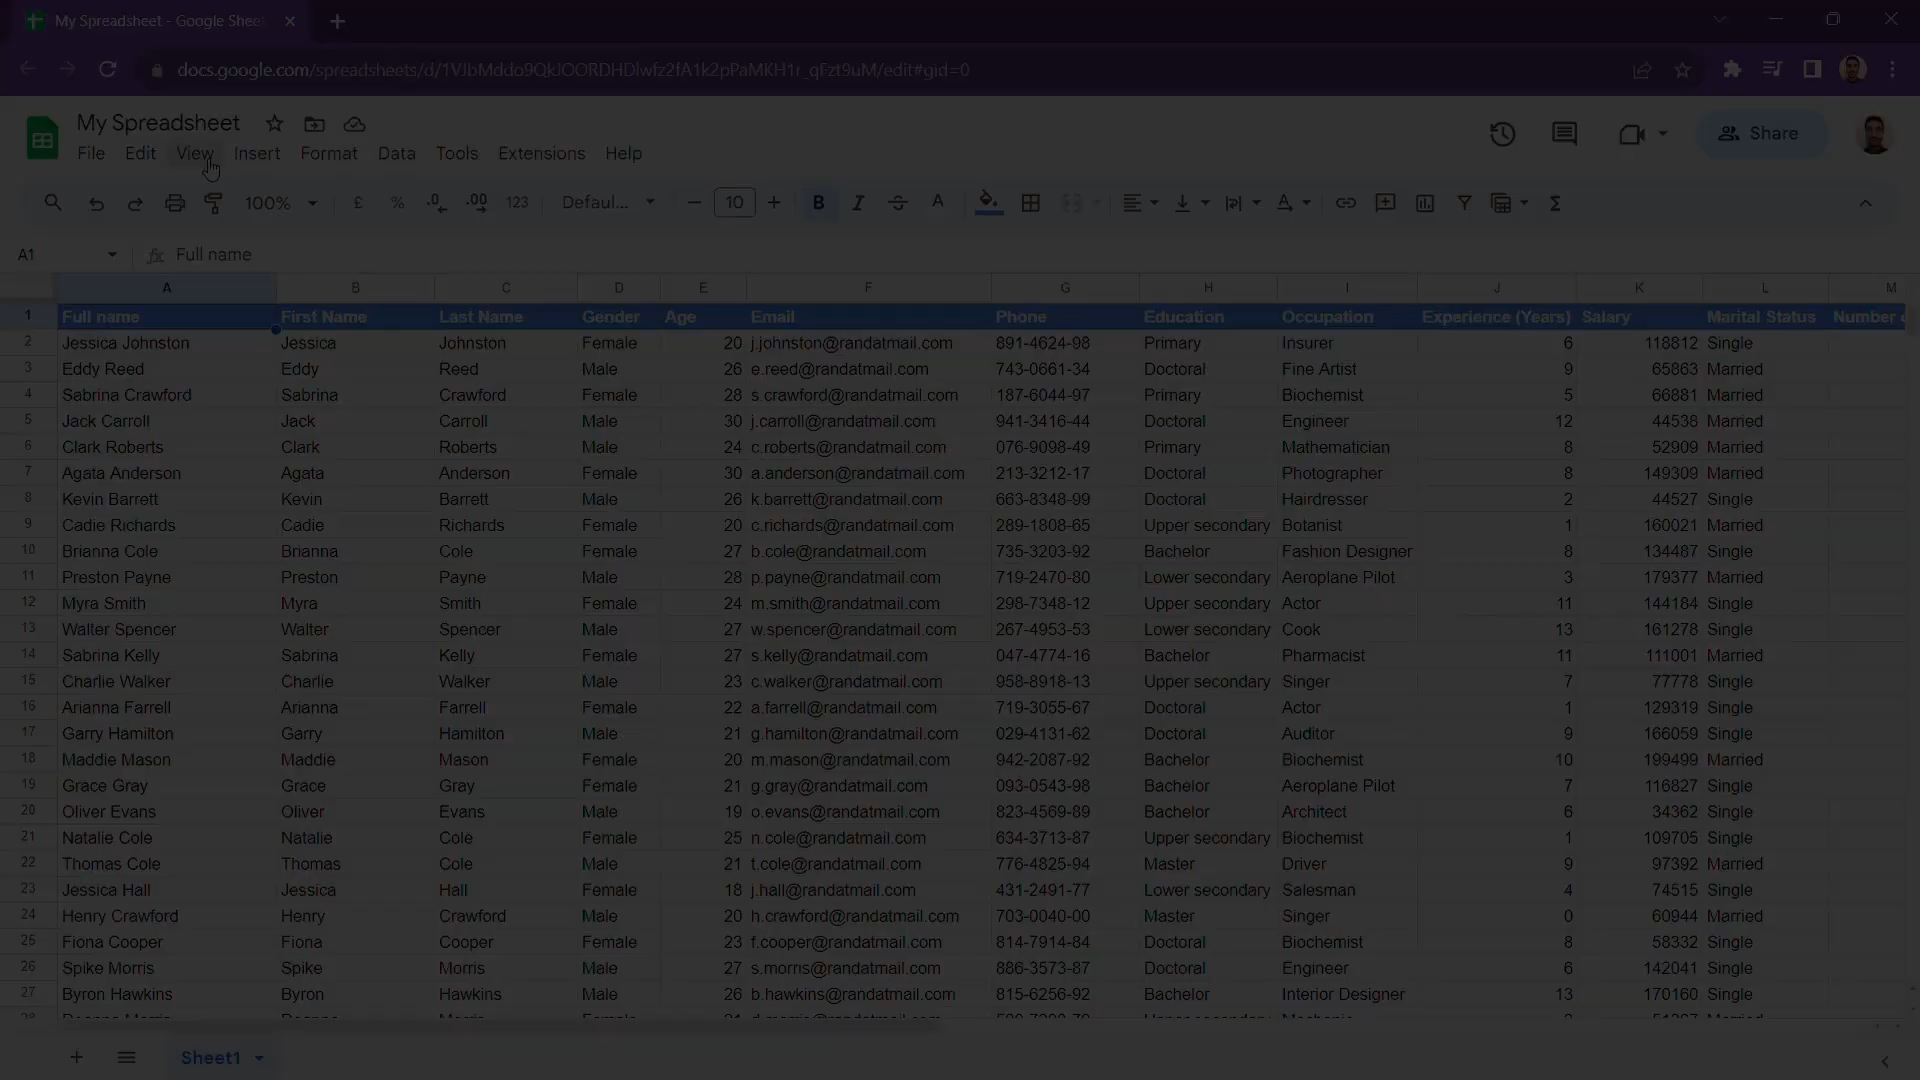 My Spreadsheet - Google Sheet
docs.google.com/spreadsheets/d/1VJbMddo9QkJOORDHDlwfz2fA1k2pPaMKH1r_qFzt9uM/edit#gid=0
My Spreadsheet
File Edit View Insert Format Data Tools Extensions Help
Share
100% £ % .0 .00 123 Defaul... 10 B I A
A1 fx Full name
A B C D E F G H I J K L M
1 Full name First Name Last Name Gender Age Email Phone Education Occupation Experience (Years) Salary Marital Status Number
2 Jessica Johnston Jessica Johnston Female 20 j.johnston@randatmail.com 891-4624-98 Primary Insurer 6 118812 Single
3 Eddy Reed Eddy Reed Male 26 e.reed@randatmail.com 743-0661-34 Doctoral Fine Artist 9 65863 Married
4 Sabrina Crawford Sabrina Crawford Female 28 s.crawford@randatmail.com 187-6044-97 Primary Biochemist 5 66881 Married
5 Jack Carroll Jack Carroll Male 30 j.carroll@randatmail.com 941-3416-44 Doctoral Engineer 12 44538 Married
6 Clark Roberts Clark Roberts Male 24 c.roberts@randatmail.com 076-9098-49 Primary Mathematician 8 52909 Married
7 Agata Anderson Agata Anderson Female 30 a.anderson@randatmail.com 213-3212-17 Doctoral Photographer 8 149309 Married
8 Kevin Barrett Kevin Barrett Male 26 k.barrett@randatmail.com 663-8348-99 Doctoral Hairdresser 2 44527 Single
9 Cadie Richards Cadie Richards Female 20 c.richards@randatmail.com 289-1808-65 Upper secondary Botanist 1 160021 Married
10 Brianna Cole Brianna Cole Female 27 b.cole@randatmail.com 735-3203-92 Bachelor Fashion Designer 8 134487 Single
11 Preston Payne Preston Payne Male 28 p.payne@randatmail.com 719-2470-80 Lower secondary Aeroplane Pilot 3 179377 Married
12 Myra Smith Myra Smith Female 24 m.smith@randatmail.com 298-7348-12 Upper secondary Actor 11 144184 Single
13 Walter Spencer Walter Spencer Male 27 w.spencer@randatmail.com 267-4953-53 Lower secondary Cook 13 161278 Single
14 Sabrina Kelly Sabrina Kelly Female 27 s.kelly@randatmail.com 047-4774-16 Bachelor Pharmacist 11 111001 Married
15 Charlie Walker Charlie Walker Male 23 c.walker@randatmail.com 958-8918-13 Upper secondary Singer 7 77778 Single
16 Arianna Farrell Arianna Farrell Female 22 a.farrell@randatmail.com 719-3055-67 Doctoral Actor 1 129319 Single
17 Garry Hamilton Garry Hamilton Male 21 g.hamilton@randatmail.com 029-4131-62 Doctoral Auditor 9 166059 Single
18 Maddie Mason Maddie Mason Female 20 m.mason@randatmail.com 942-2087-92 Bachelor Biochemist 10 199499 Married
19 Grace Gray Grace Gray Female 21 g.gray@randatmail.com 093-0543-98 Bachelor Aeroplane Pilot 7 116827 Single
20 Oliver Evans Oliver Evans Male 19 o.evans@randatmail.com 823-4569-89 Bachelor Architect 6 34362 Single
21 Natalie Cole Natalie Cole Female 25 n.cole@randatmail.com 634-3713-87 Upper secondary Biochemist 1 109705 Single
22 Thomas Cole Thomas Cole Male 21 t.cole@randatmail.com 776-4825-94 Master Driver 9 97392 Married
23 Jessica Hall Jessica Hall Female 18 j.hall@randatmail.com 431-2491-77 Lower secondary Salesman 4 74515 Single
24 Henry Crawford Henry Crawford Male 20 h.crawford@randatmail.com 703-0040-00 Master Singer 0 60944 Married
25 Fiona Cooper Fiona Cooper Female 23 f.cooper@randatmail.com 814-7914-84 Doctoral Biochemist 8 58332 Single
26 Spike Morris Spike Morris Male 27 s.morris@randatmail.com 886-3573-87 Doctoral Engineer 6 142041 Single
27 Byron Hawkins Byron Hawkins Male 26 b.hawkins@randatmail.com 815-6256-92 Bachelor Interior Designer 13 170160 Single
Sheet1